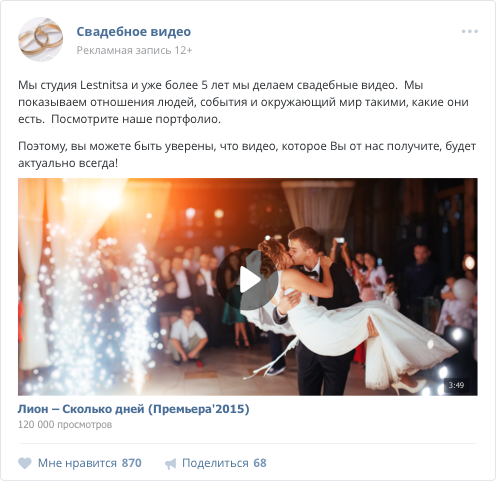 Свадебное видео
Рекламная запись 12+
Мы студия Lestnitsa и уже более 5 лет мы делаем свадебные видео.  Мы
показываем отношения людей, события и окружающий мир такими, какие они
есть.  Посмотрите наше портфолио.
Поэтому, вы можете быть уверены, что видео, которое Вы от нас получите, будет
актуально всегда!
3:49
Лион – Сколько дней (Премьера'2015)
120 000 просмотров
Мне нравится 870 Поделиться 68